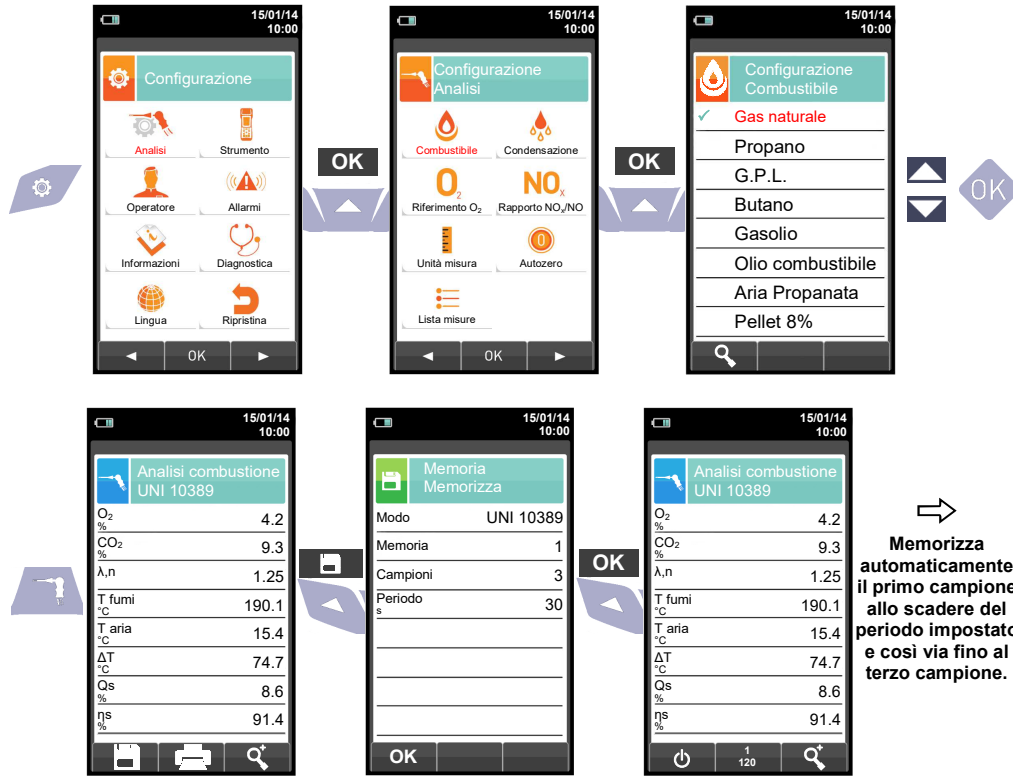 15/01/14
10:00
Configurazione
Analisi
Strumento
Operatore
Allarmi
Informazioni
Diagnostica
Lingua
Ripristina
OK
OK
15/01/14
10:00
Configurazione
Analisi
Combustibile
Condensazione
O2
NOx
Riferimento O2
Rapporto NOx/NO
0
Unità misura
Autozero
Lista misure
OK
OK
15/01/14
10:00
Configurazione
Combustibile
Gas naturale
Propano
G.P.L.
Butano
Gasolio
Olio combustibile
Aria Propanata
Pellet 8%
OK
15/01/14
10:00
Analisi combustione
UNI 10389
O2 % 4.2
CO2 % 9.3
λ,n 1.25
T fumi °C 190.1
T aria °C 15.4
ΔT °C 74.7
Qs % 8.6
ηs % 91.4
15/01/14
10:00
Memoria
Memorizza
Modo UNI 10389
Memoria 1
Campioni 3
Periodo s 30
OK
OK
15/01/14
10:00
Analisi combustione
UNI 10389
O2 % 4.2
CO2 % 9.3
λ,n 1.25
T fumi °C 190.1
T aria °C 15.4
ΔT °C 74.7
Qs % 8.6
ηs % 91.4
1
120
Memorizza
automaticamente
il primo campione
allo scadere del
periodo impostato
e così via fino al
terzo campione.